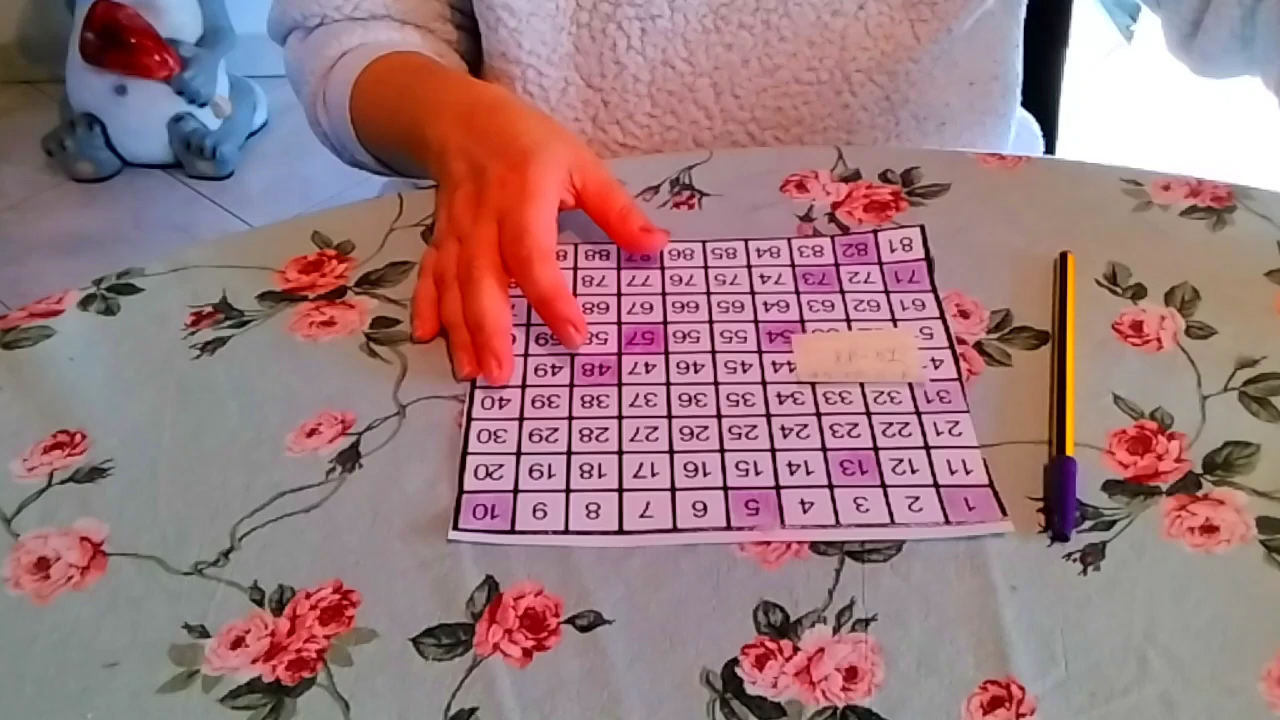 1 2 3 4 5 6 7 8 9 10
11 12 13 14 15 16 17 18 19 20
21 22 23 24 25 26 27 28 29 30
31 32 33 34 35 36 37 38 39 40
44 45 46 47 48 49
54 55 56 57 58 59
61 62 63 64 65 66 67 68
71 72 73 74 75 76 77 78
81 82 83 84 85 86 87 88